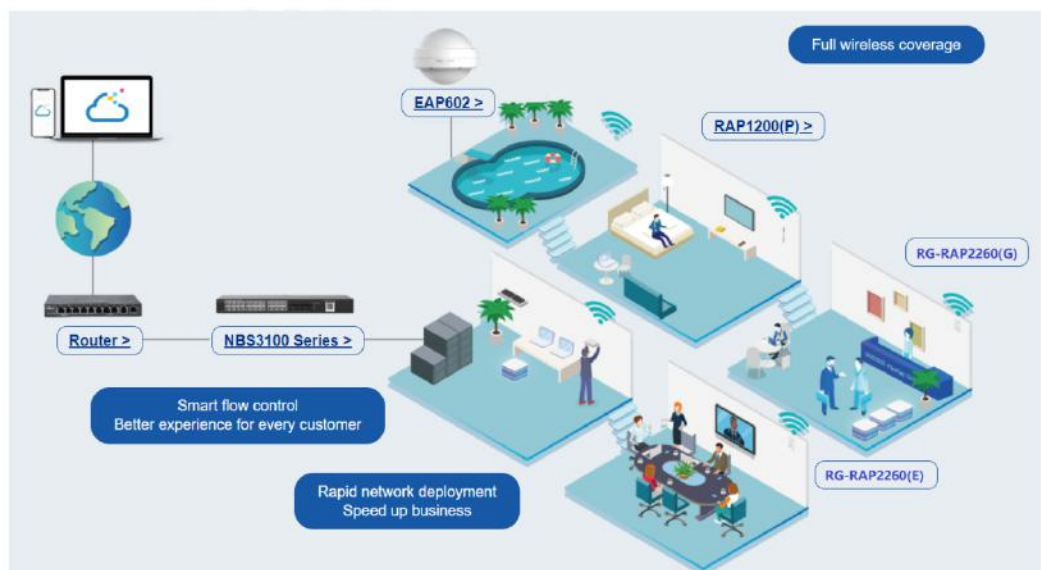 Full wireless coverage
EAP602 >
RAP1200(P) >
RG-RAP2260(G)
Router >
NBS3100 Series >
Smart flow control
Better experience for every customer
RG-RAP2260(E)
Rapid network deployment
Speed up business